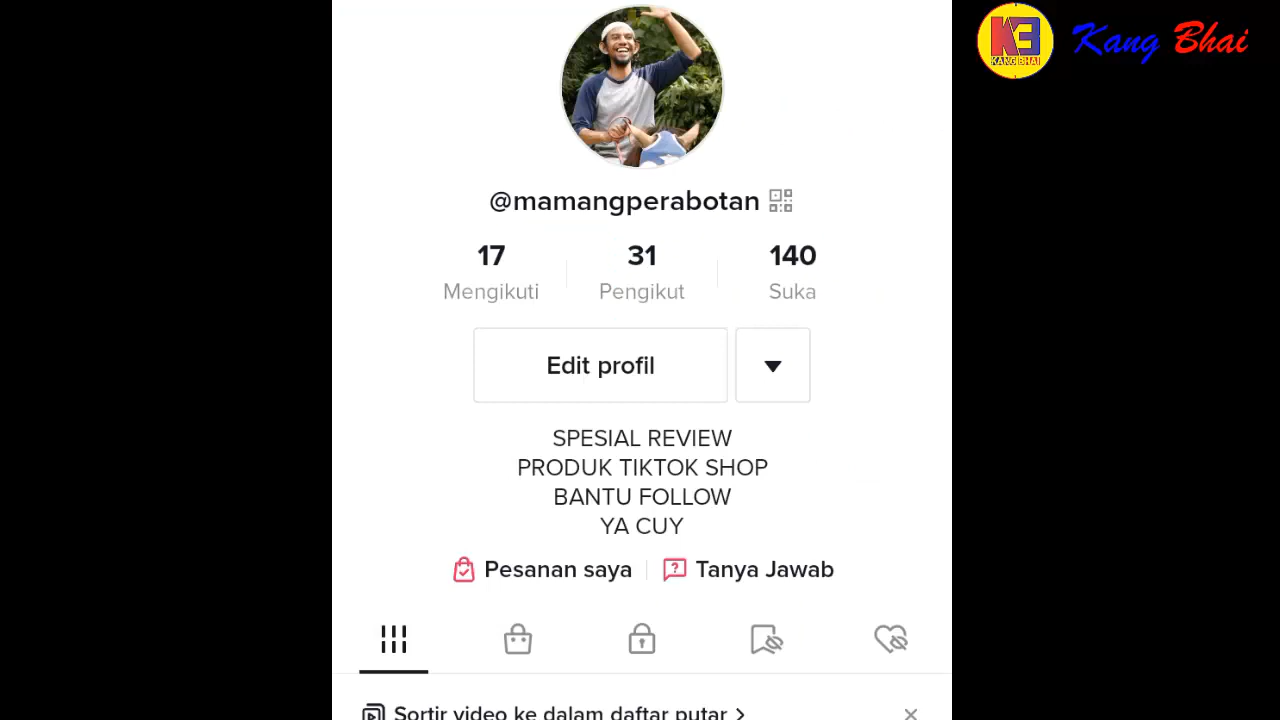 KB
KANG BHAI
Kang Bhai
@mamangperabotan
17
31
140
Mengikuti
Pengikut
Suka
Edit profil
SPESIAL REVIEW
PRODUK TIKTOK SHOP
BANTU FOLLOW
YA CUY
Pesanan saya
Tanya Jawab
Sortir video ke dalam daftar putar